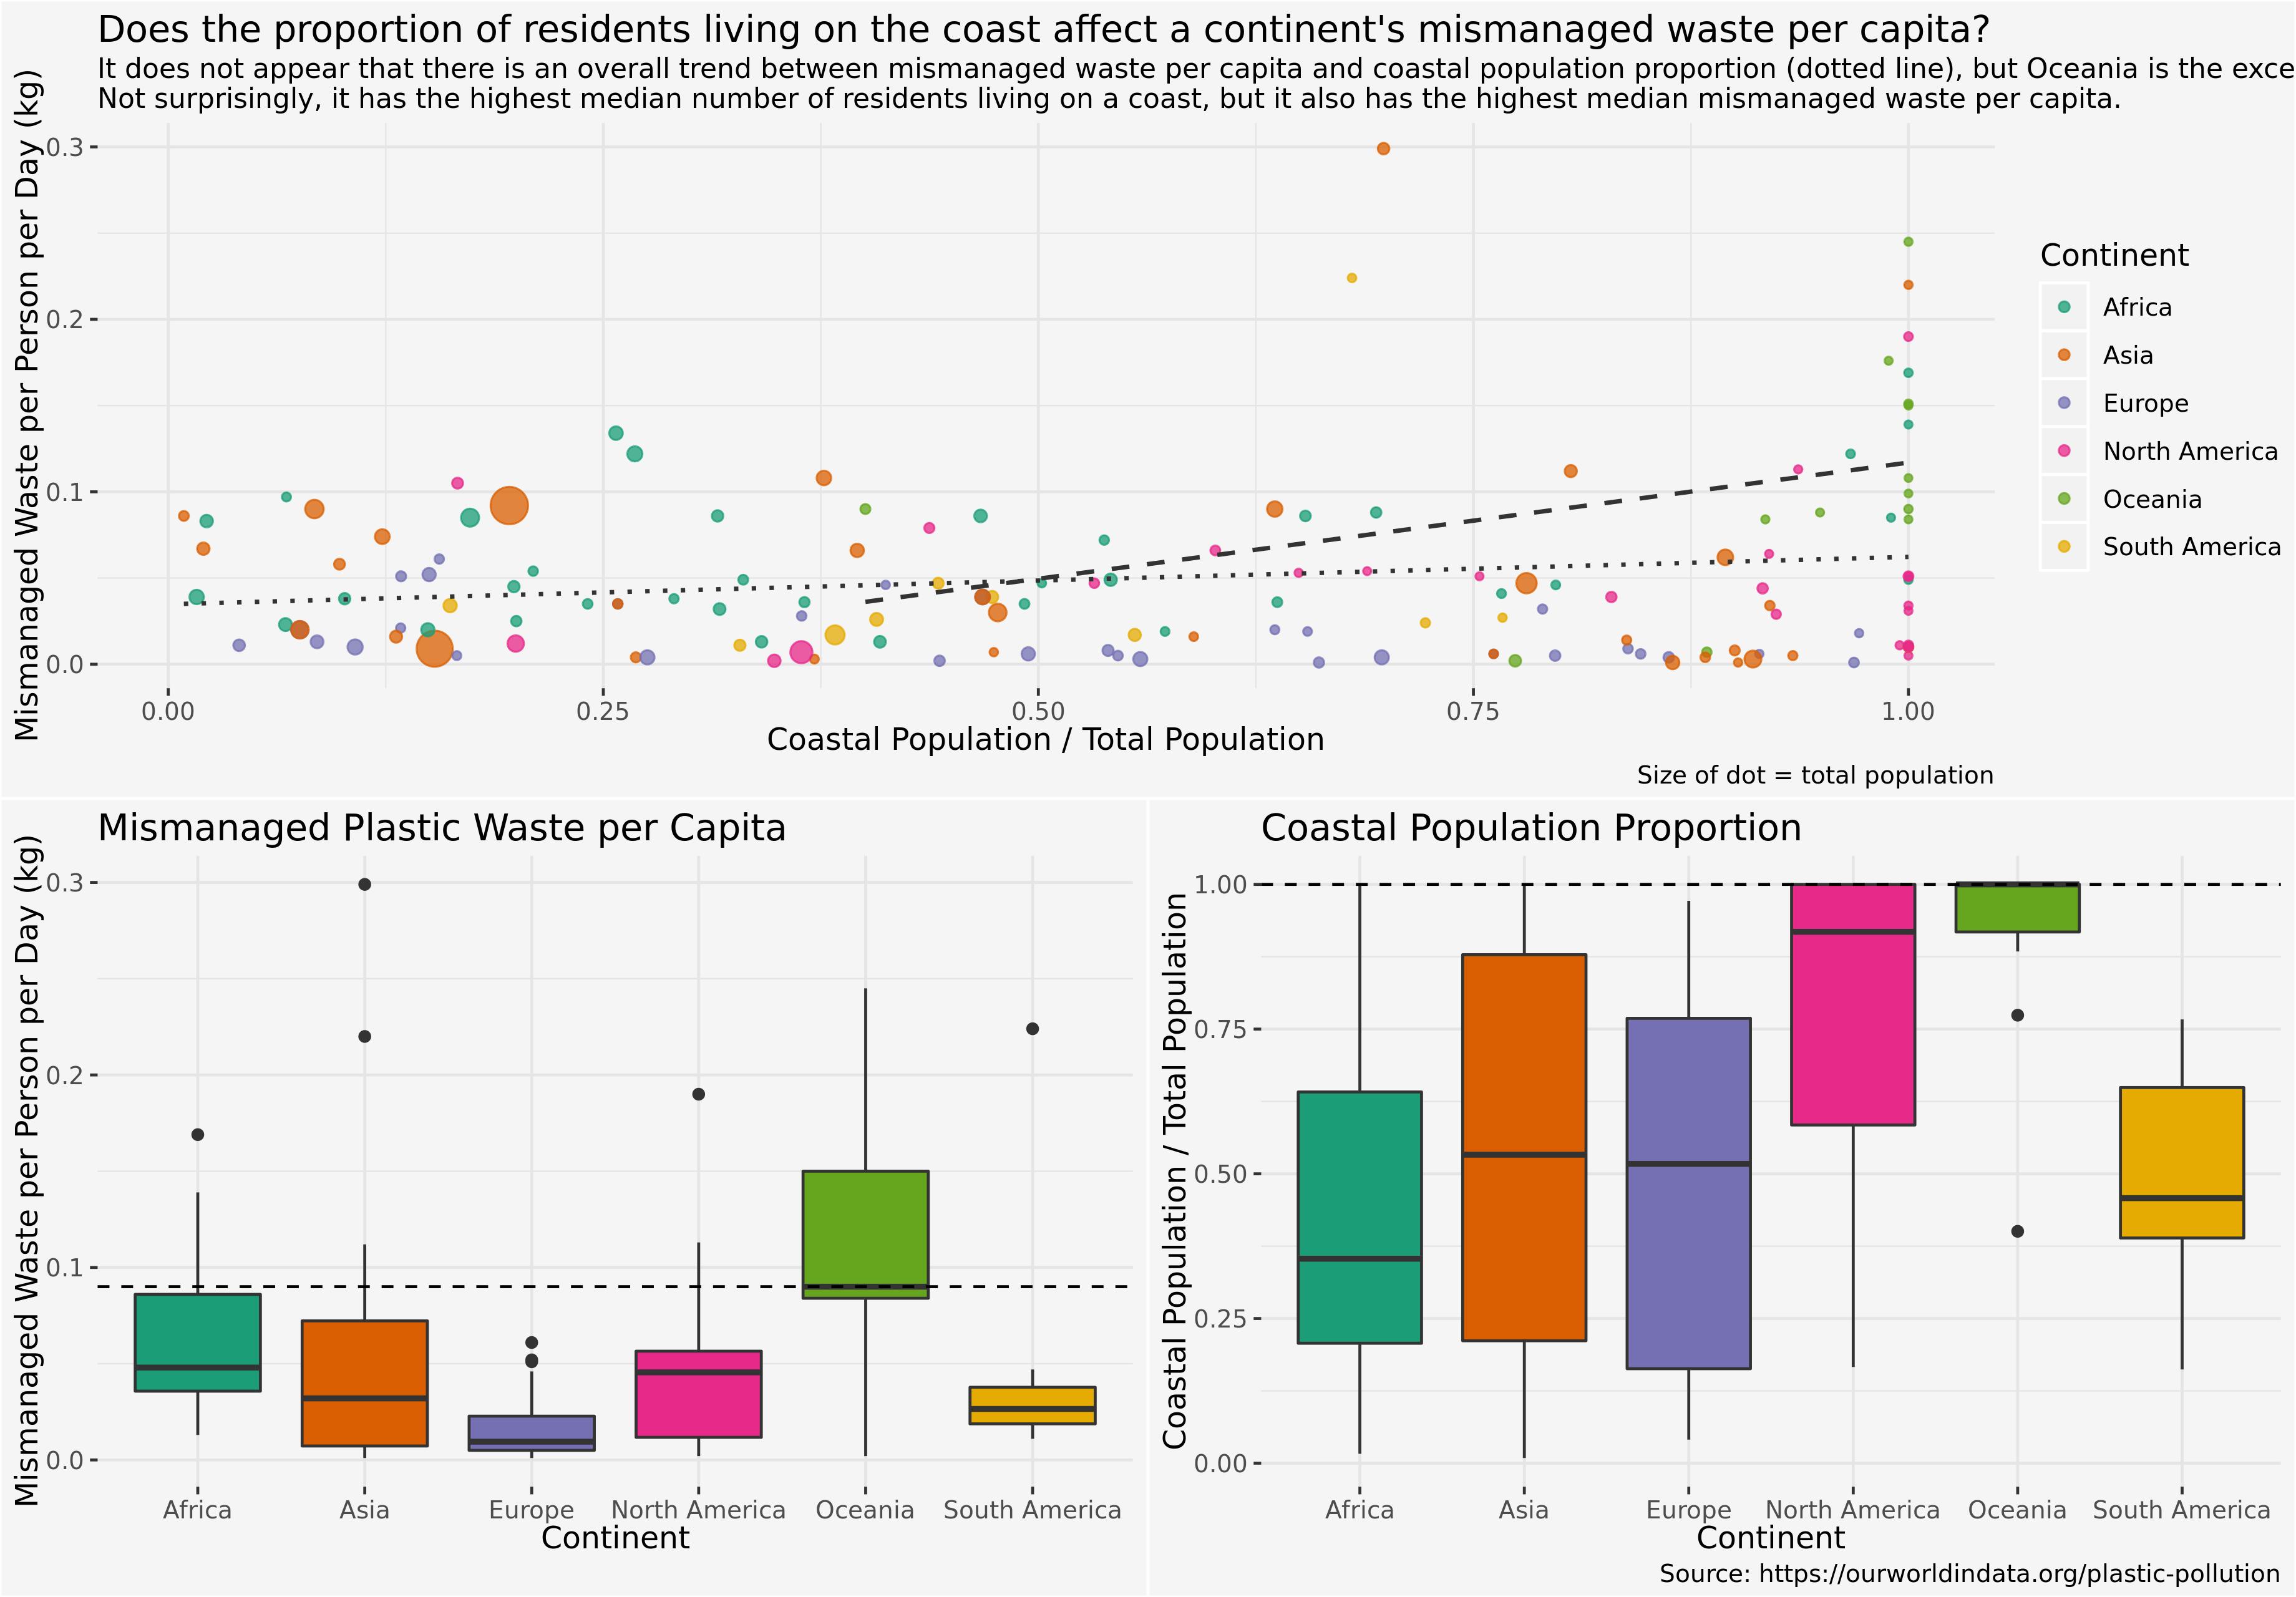 Does the proportion of residents living on the coast affect a continent's mismanaged waste per capita?
It does not appear that there is an overall trend between mismanaged waste per capita and coastal population proportion (dotted line), but Oceania is the exce
Not surprisingly, it has the highest median number of residents living on a coast, but it also has the highest median mismanaged waste per capita.
Mismanaged Waste per Person per Day (kg)
0.3
0.2
0.1
0.0
0.00
0.25
0.50
0.75
1.00
Coastal Population / Total Population
Size of dot = total population
Continent
Africa
Asia
Europe
North America
Oceania
South America
Mismanaged Plastic Waste per Capita
Mismanaged Waste per Person per Day (kg)
0.3
0.2
0.1
0.0
Africa
Asia
Europe
North America
Oceania
South America
Continent
Coastal Population Proportion
Coastal Population / Total Population
1.00
0.75
0.50
0.25
0.00
Africa
Asia
Europe
North America
Oceania
South America
Continent
Source: https://ourworldindata.org/plastic-pollution